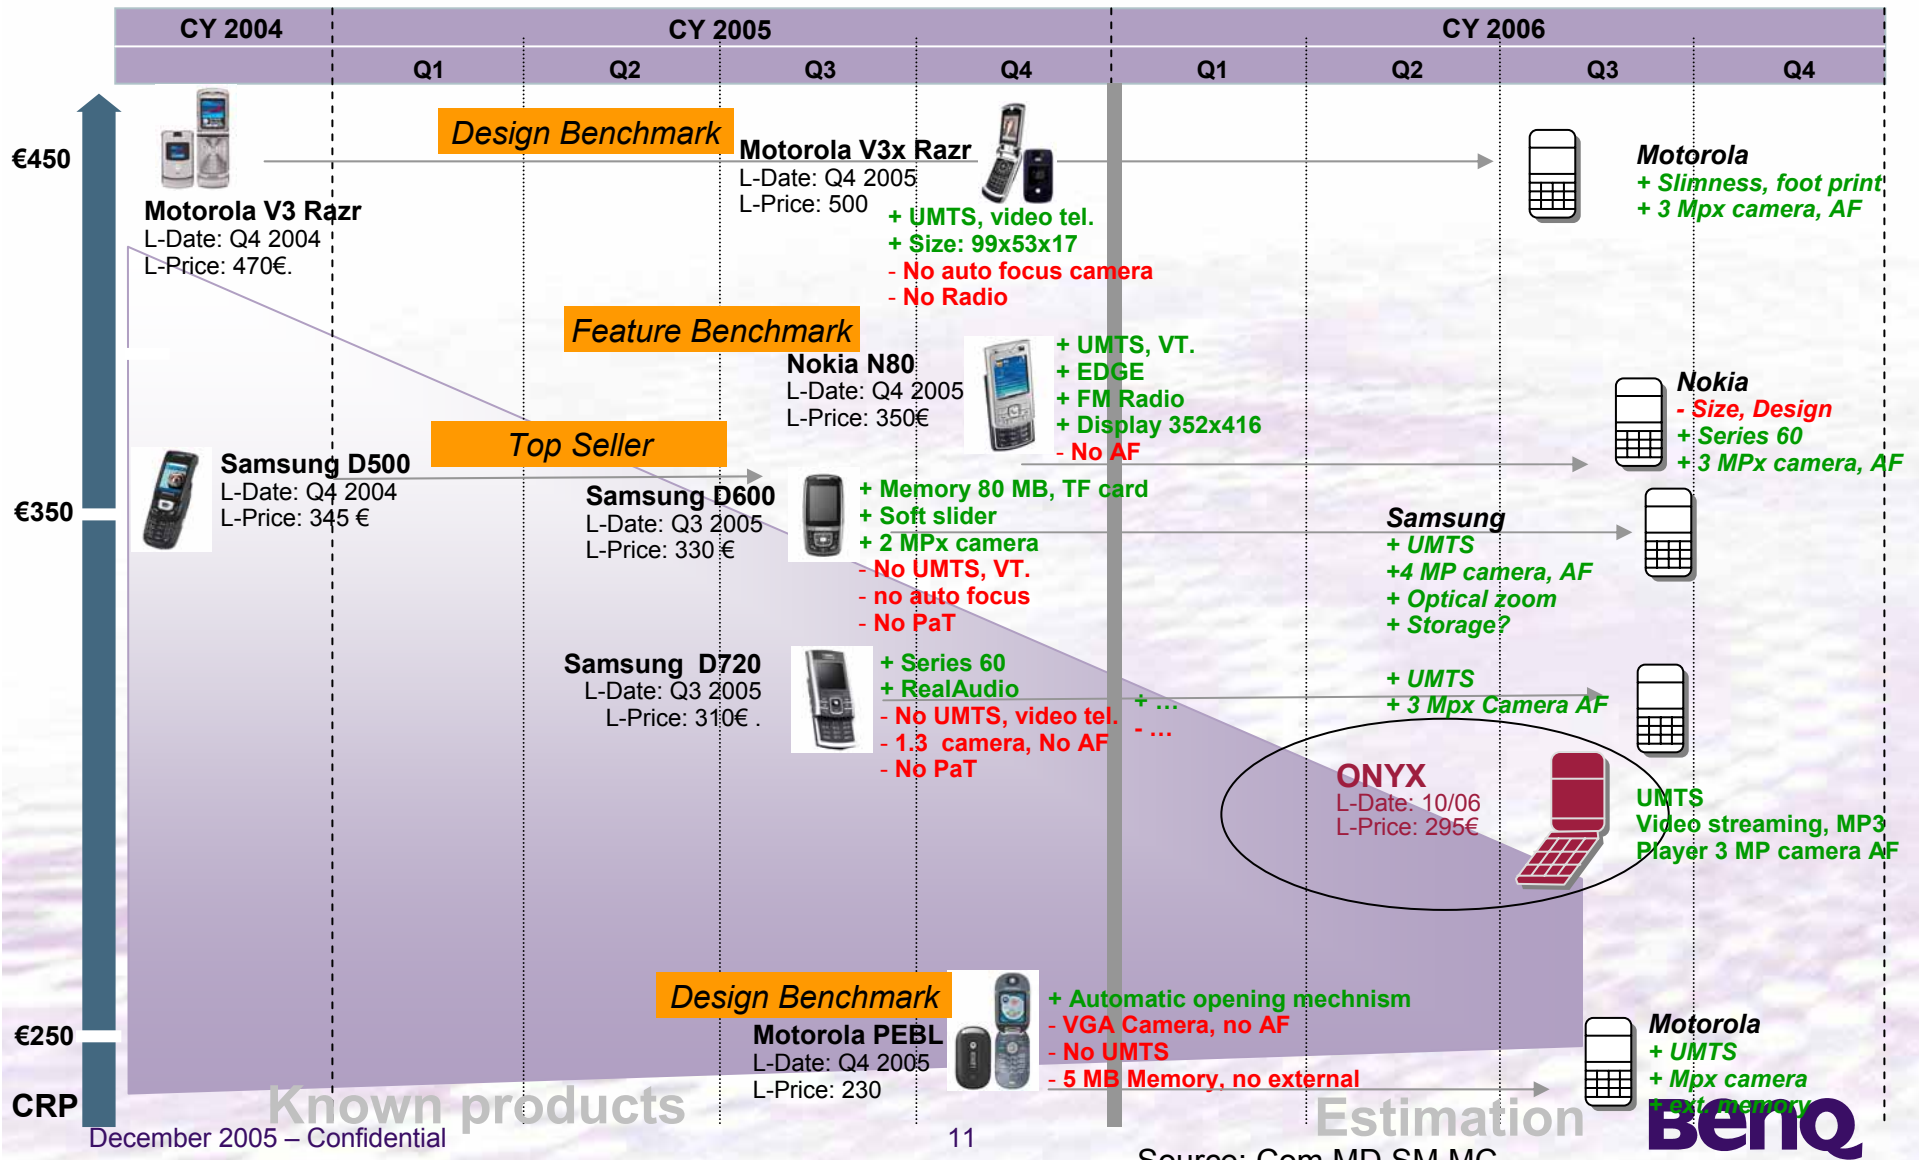 CY 2004
CY 2005
CY 2006
Q1
Q2
Q3
Q4
Q1
Q2
Q3
Q4
€450
€350
€250
CRP
Design Benchmark
Motorola V3 Razr
L-Date: Q4 2004
L-Price: 470€.
Motorola V3x Razr
L-Date: Q4 2005
L-Price: 500
+ UMTS, video tel.
+ Size: 99x53x17
- No auto focus camera
- No Radio
Motorola
+ Slimness, foot print
+ 3 Mpx camera, AF
Feature Benchmark
Nokia N80
L-Date: Q4 2005
L-Price: 350€
+ UMTS, VT.
+ EDGE
+ FM Radio
+ Display 352x416
- No AF
Nokia
- Size, Design
+ Series 60
+ 3 MPx camera, AF
Top Seller
Samsung D500
L-Date: Q4 2004
L-Price: 345 €
Samsung D600
L-Date: Q3 2005
L-Price: 330 €
+ Memory 80 MB, TF card
+ Soft slider
+ 2 MPx camera
- No UMTS, VT.
- no auto focus
- No PaT
Samsung
+ UMTS
+4 MP camera, AF
+ Optical zoom
+ Storage?
Samsung D720
L-Date: Q3 2005
L-Price: 310€ .
+ Series 60
+ RealAudio
- No UMTS, video tel.
- 1.3 camera, No AF
- No PaT
+ ...
- ...
+ UMTS
+ 3 Mpx Camera AF
ONYX
L-Date: 10/06
L-Price: 295€
UMTS
Video streaming, MP3
Player 3 MP camera AF
Design Benchmark
Motorola PEBL
L-Date: Q4 2005
L-Price: 230
+ Automatic opening mechnism
- VGA Camera, no AF
- No UMTS
- 5 MB Memory, no external
Motorola
+ UMTS
+ Mpx camera
+ ext. memory
Known products
Estimation
December 2005 – Confidential
11
Source: Com MD SM MC
BenQ